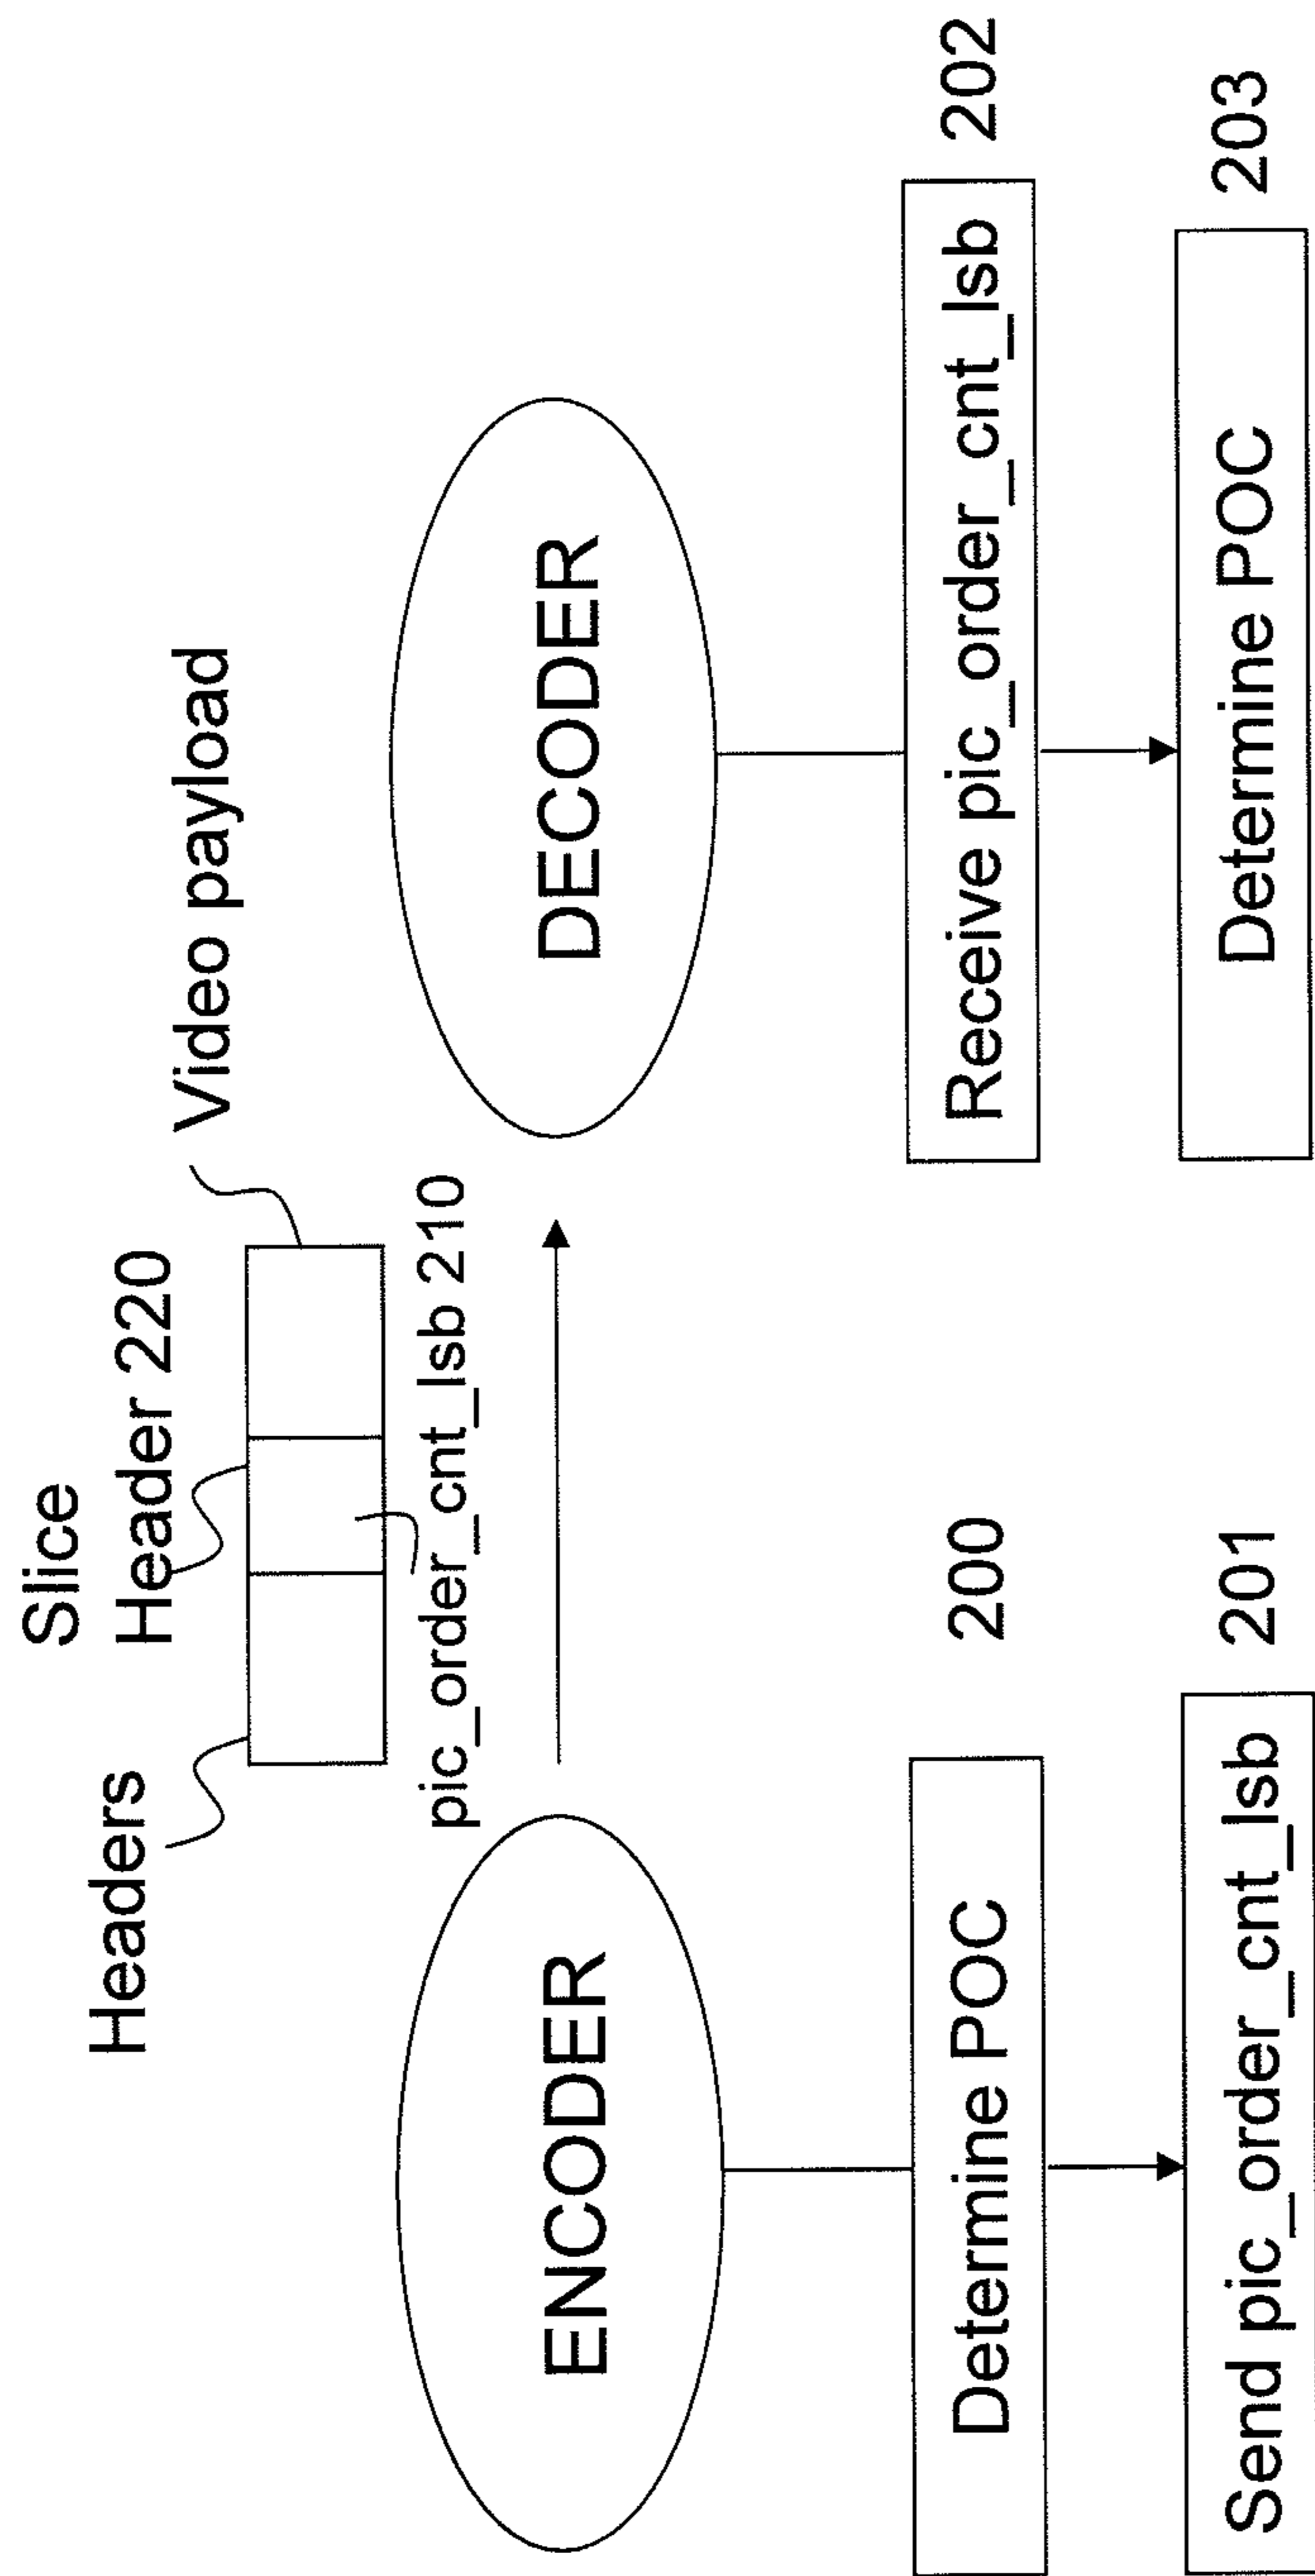 Slice
Headers
Header 220
Video payload
pic_order_cnt_lsb 210
ENCODER
DECODER
Determine POC
200
Receive pic_order_cnt_lsb
202
Send pic_order_cnt_lsb
201
Determine POC
203